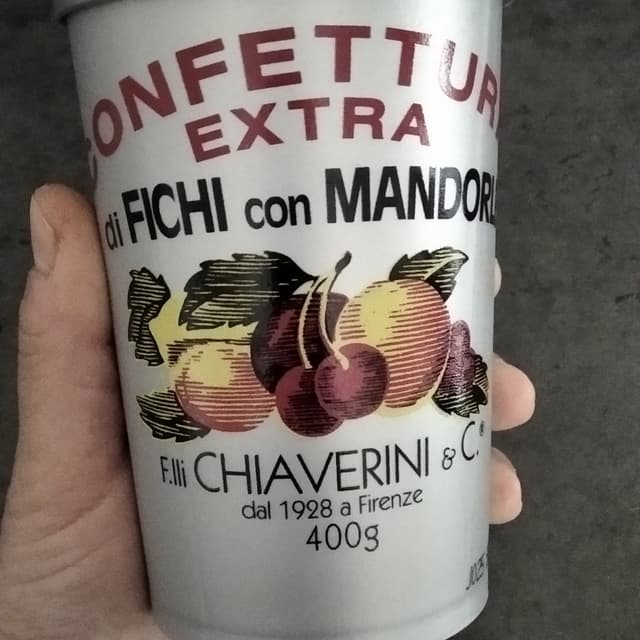 CONFETTUR
EXTRA
di FICHI con MANDORL
F.lli CHIAVERINI & C.®
dal 1928 a Firenze
400g